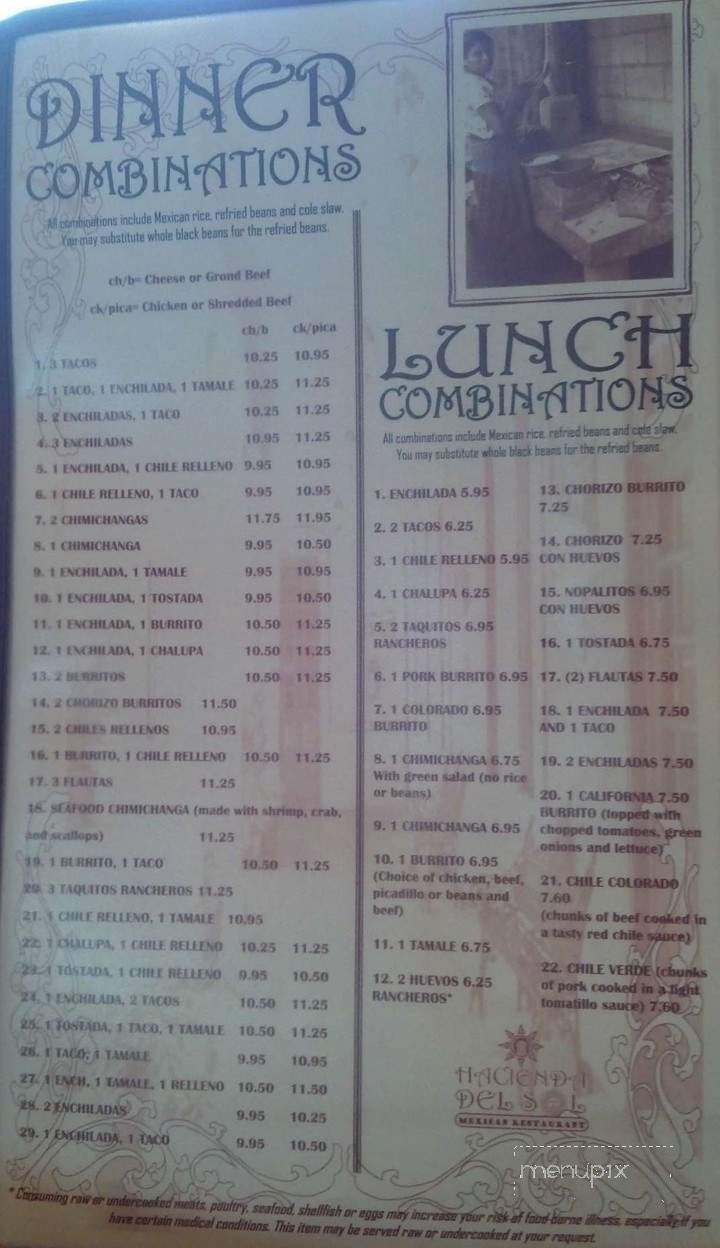 DINNER
COMBINATIONS
All combinations include Mexican rice, refried beans and cole slaw.
You may substitute whole black beans for the refried beans.
ch/b= Cheese or Grond Beef
ck/pica= Chicken or Shredded Beef
ch/b ck/pica
1. 3 TACOS 10.25 10.95
2. 1 TACO, 1 ENCHILADA, 1 TAMALE 10.25 11.25
3. 2 ENCHILADAS, 1 TACO 10.25 11.25
4. 3 ENCHILADAS 10.95 11.25
5. 1 ENCHILADA, 1 CHILE RELLENO 9.95 10.95
6. 1 CHILE RELLENO, 1 TACO 9.95 10.95
7. 2 CHIMICHANGAS 11.75 11.95
8. 1 CHIMICHANGA 9.95 10.50
9. 1 ENCHILADA, 1 TAMALE 9.95 10.95
10. 1 ENCHILADA, 1 TOSTADA 9.95 10.50
11. 1 ENCHILADA, 1 BURRITO 10.50 11.25
12. 1 ENCHILADA, 1 CHALUPA 10.50 11.25
13. 2 BURRITOS 10.50 11.25
14. 2 CHORIZO BURRITOS 11.50
15. 2 CHILES RELLENOS 10.95
16. 1 BURRITO, 1 CHILE RELLENO 10.50 11.25
17. 3 FLAUTAS 11.25
18. SEAFOOD CHIMICHANGA (made with shrimp, crab,
and scallops) 11.25
19. 1 BURRITO, 1 TACO 10.50 11.25
20. 3 TAQUITOS RANCHEROS 11.25
21. 1 CHILE RELLENO, 1 TAMALE 10.95
22. 1 CHALUPA, 1 CHILE RELLENO 10.25 11.25
23. 1 TOSTADA, 1 CHILE RELLENO 9.95 10.50
24. 1 ENCHILADA, 2 TACOS 10.50 11.25
25. 1 TOSTADA, 1 TACO, 1 TAMALE 10.50 11.25
26. 1 TACO, 1 TAMALE 9.95 10.95
27. 1 ENCH, 1 TAMALE, 1 RELLENO 10.50 11.50
28. 2 ENCHILADAS 9.95 10.25
29. 1 ENCHILADA, 1 TACO 9.95 10.50
LUNCH
COMBINATIONS
All combinations include Mexican rice, refried beans and cole slaw.
You may substitute whole black beans for the refried beans.
1. ENCHILADA 5.95
2. 2 TACOS 6.25
3. 1 CHILE RELLENO 5.95
4. 1 CHALUPA 6.25
5. 2 TAQUITOS 6.95
RANCHEROS
6. 1 PORK BURRITO 6.95
7. 1 COLORADO 6.95
BURRITO
8. 1 CHIMICHANGA 6.75
With green salad (no rice
or beans)
9. 1 CHIMICHANGA 6.95
10. 1 BURRITO 6.95
(Choice of chicken, beef,
picadillo or beans and
beef)
11. 1 TAMALE 6.75
12. 2 HUEVOS 6.25
RANCHEROS*
13. CHORIZO BURRITO
7.25
14. CHORIZO 7.25
CON HUEVOS
15. NOPALITOS 6.95
CON HUEVOS
16. 1 TOSTADA 6.75
17. (2) FLAUTAS 7.50
18. 1 ENCHILADA 7.50
AND 1 TACO
19. 2 ENCHILADAS 7.50
20. 1 CALIFORNIA 7.50
BURRITO (topped with
chopped tomatoes, green
onions and lettuce)
21. CHILE COLORADO
7.60
(chunks of beef cooked in
a tasty red chile sauce)
22. CHILE VERDE (chunks
of pork cooked in a light
tomatillo sauce) 7.60
HACIENDA
DEL SOL
MEXICAN RESTAURANT
menupix
* Consuming raw or undercooked meats, poultry, seafood, shellfish or eggs may increase your risk of food borne illness, especially if you
have certain medical conditions. This item may be served raw or undercooked at your request.